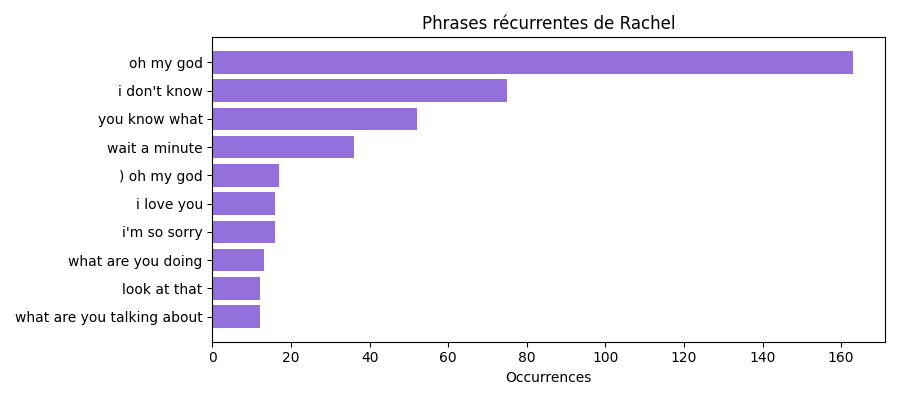 Phrases récurrentes de Rachel
oh my god
i don't know
you know what
wait a minute
) oh my god
i love you
i'm so sorry
what are you doing
look at that
what are you talking about
0 20 40 60 80 100 120 140 160
Occurrences